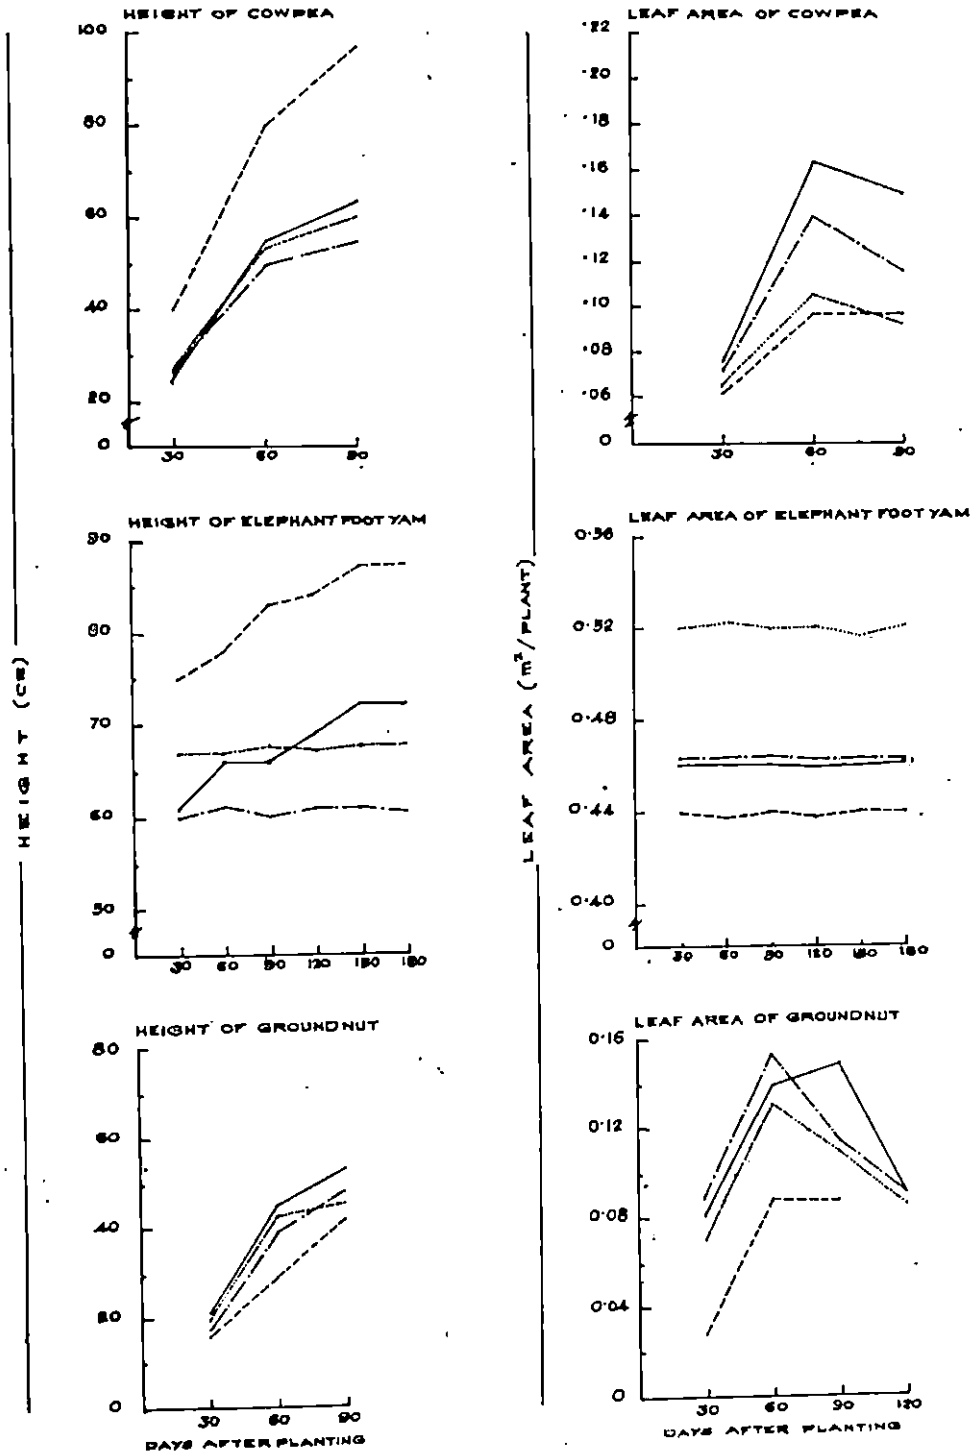 HEIGHT OF COWPEA
100
80
60
40
20
0
30 60 90
LEAF AREA OF COWPEA
.22
.20
.18
.16
.14
.12
.10
.08
.06
0
30 60 90
HEIGHT (CM)
HEIGHT OF ELEPHANT FOOT YAM
90
80
70
60
50
0
30 60 90 120 150 180
LEAF AREA (m²/PLANT)
LEAF AREA OF ELEPHANT FOOT YAM
0.56
0.52
0.48
0.44
0.40
0
30 60 90 120 150 180
HEIGHT OF GROUNDNUT
80
60
40
20
0
30 60 90
DAYS AFTER PLANTING
LEAF AREA OF GROUNDNUT
0.16
0.12
0.08
0.04
0
30 60 90 120
DAYS AFTER PLANTING